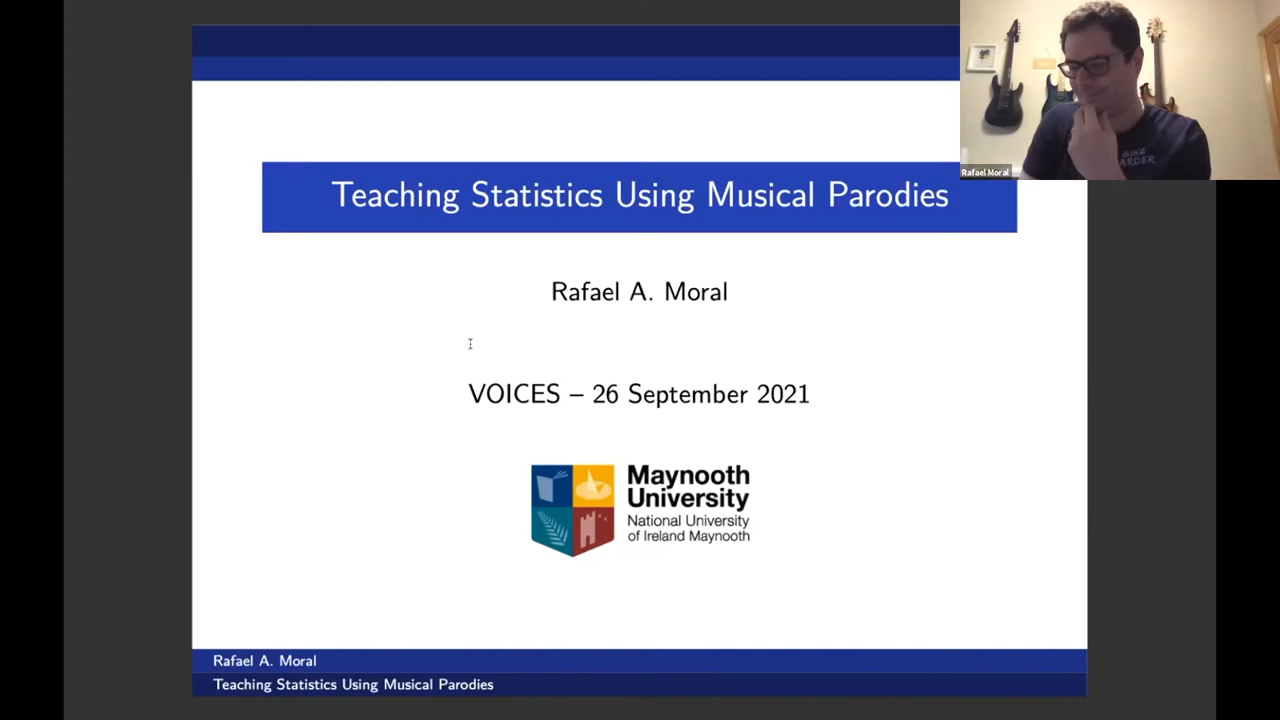 Teaching Statistics Using Musical Parodies
Rafael A. Moral
VOICES – 26 September 2021
Maynooth
University
National University
of Ireland Maynooth
Rafael A. Moral
Teaching Statistics Using Musical Parodies
Rafael Moral